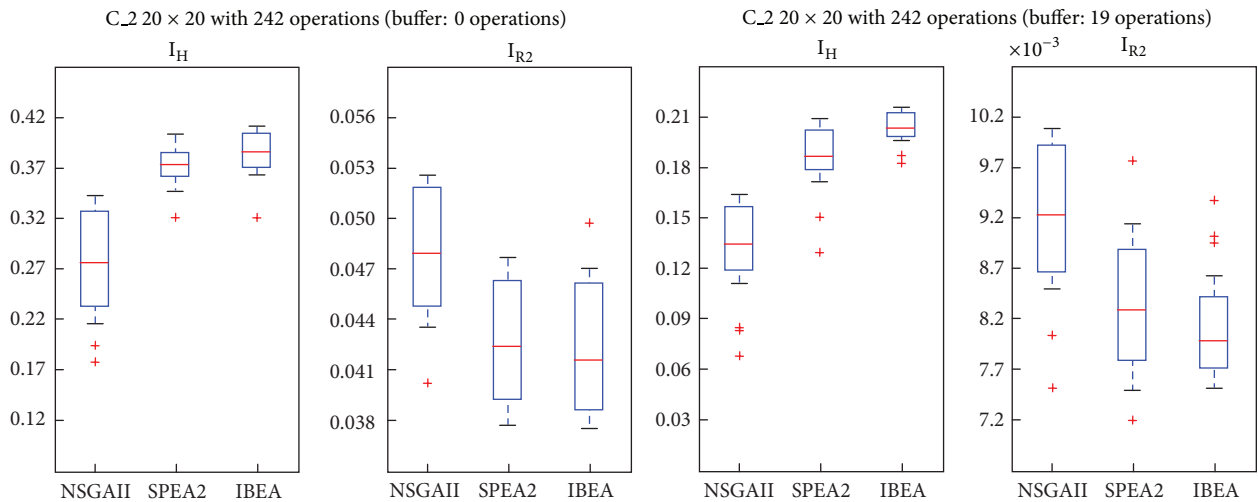 C_2 20 × 20 with 242 operations (buffer: 0 operations)
I_H
0.42
0.37
0.32
0.27
0.22
0.17
0.12
NSGAII SPEA2 IBEA
I_R2
0.056
0.053
0.050
0.047
0.044
0.041
0.038
NSGAII SPEA2 IBEA
C_2 20 × 20 with 242 operations (buffer: 19 operations)
I_H
0.21
0.18
0.15
0.12
0.09
0.06
0.03
NSGAII SPEA2 IBEA
×10⁻³
I_R2
10.2
9.7
9.2
8.7
8.2
7.7
7.2
NSGAII SPEA2 IBEA